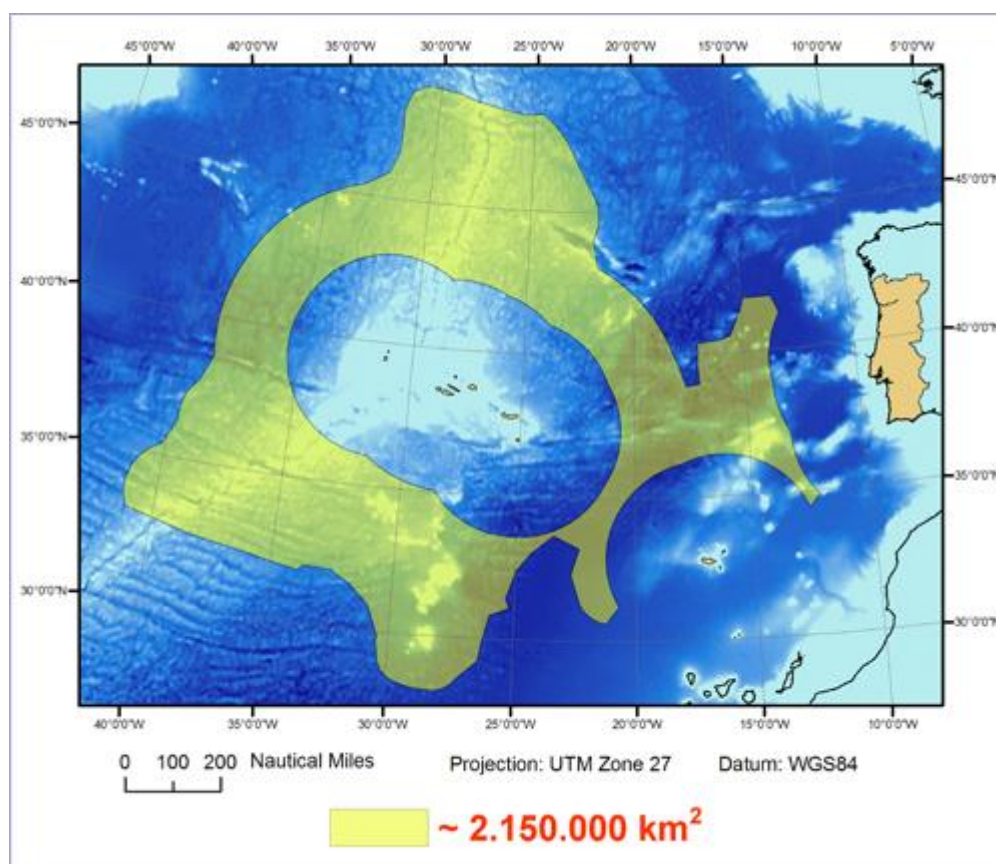 45°0'0"W 40°0'0"W 35°0'0"W 30°0'0"W 25°0'0"W 20°0'0"W 15°0'0"W 10°0'0"W 5°0'0"W
45°0'0"N
45°0'0"N
40°0'0"N
40°0'0"N
35°0'0"N
35°0'0"N
30°0'0"N
30°0'0"N
40°0'0"W 35°0'0"W 30°0'0"W 25°0'0"W 20°0'0"W 15°0'0"W 10°0'0"W
0 100 200 Nautical Miles Projection: UTM Zone 27 Datum: WGS84
~ 2.150.000 km²